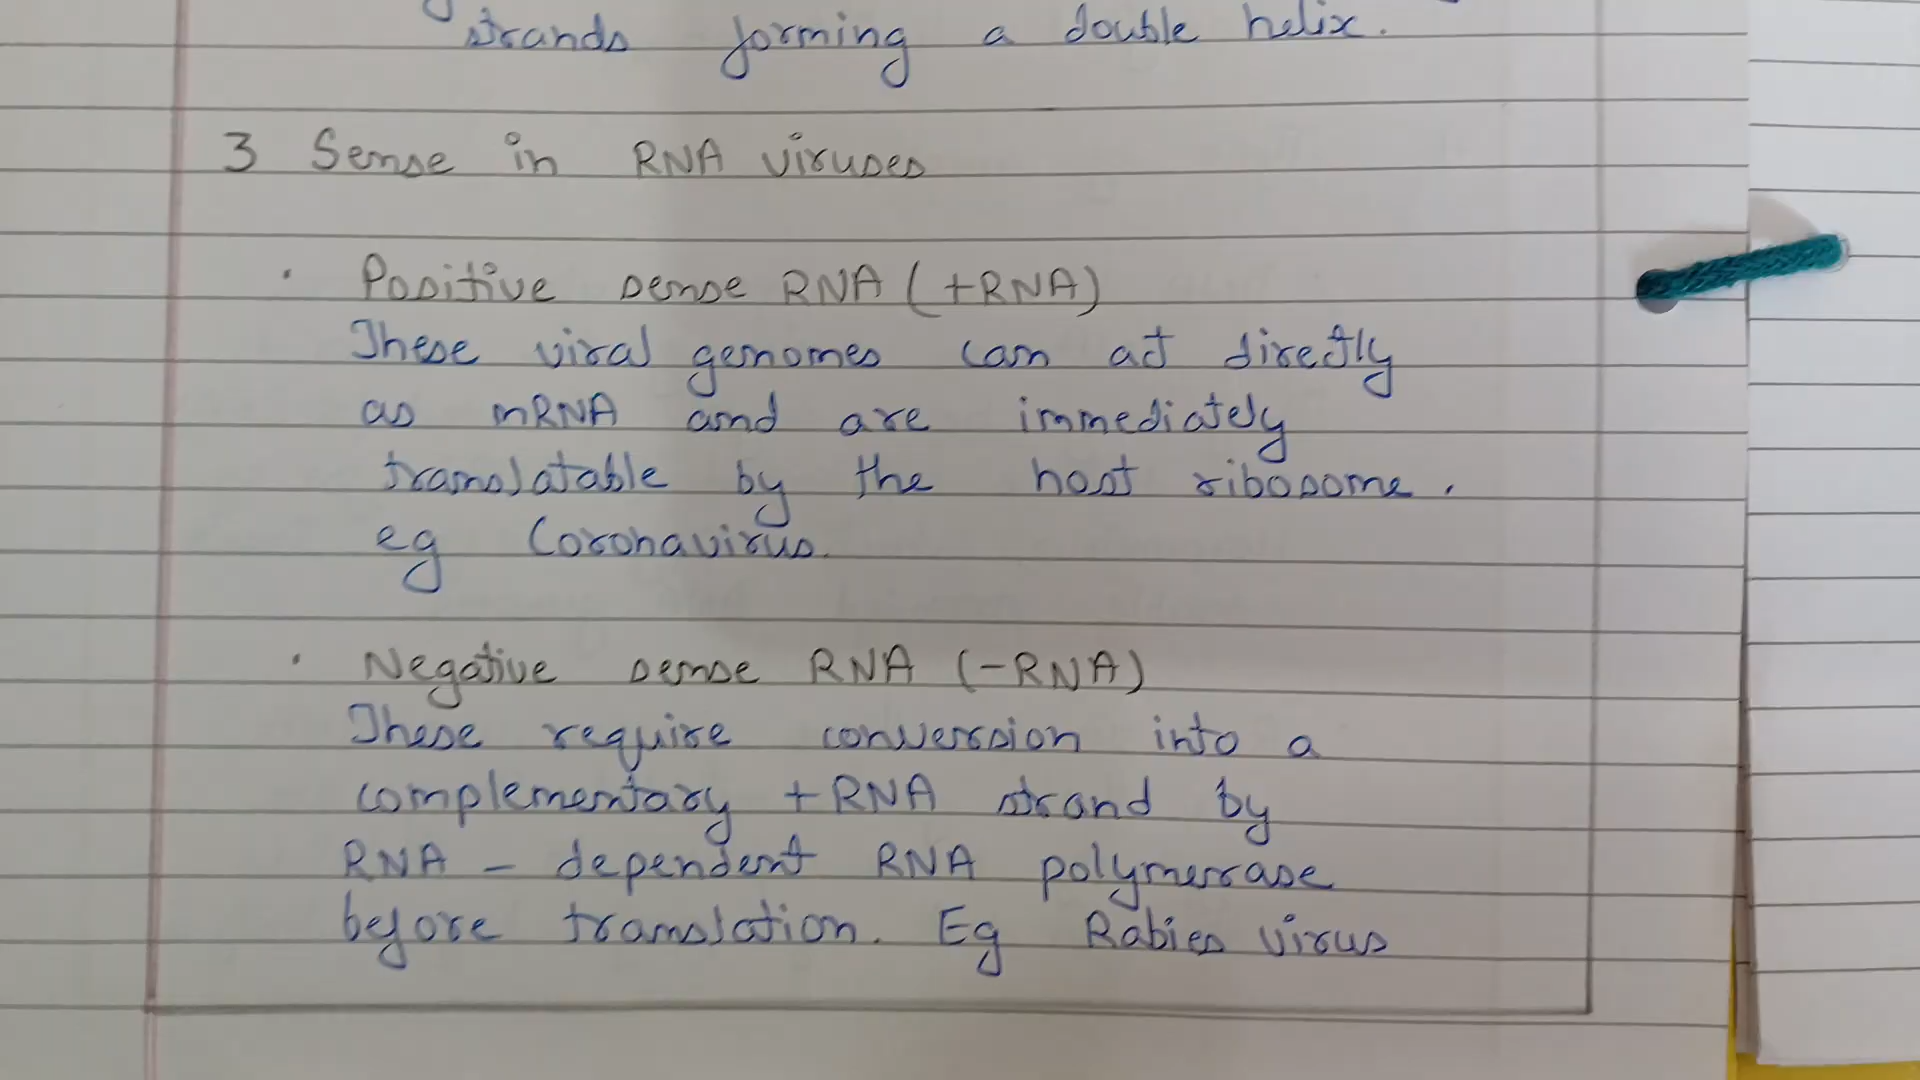 strands forming a double helix.
3 Sense in RNA viruses
· Positive sense RNA (+RNA)
These viral genomes can act directly
as mRNA and are immediately
translatable by the host ribosome.
eg Coronavirus.
· Negative sense RNA (-RNA)
These require conversion into a
complementary +RNA strand by
RNA - dependent RNA polymerase
before translation. Eg Rabies virus